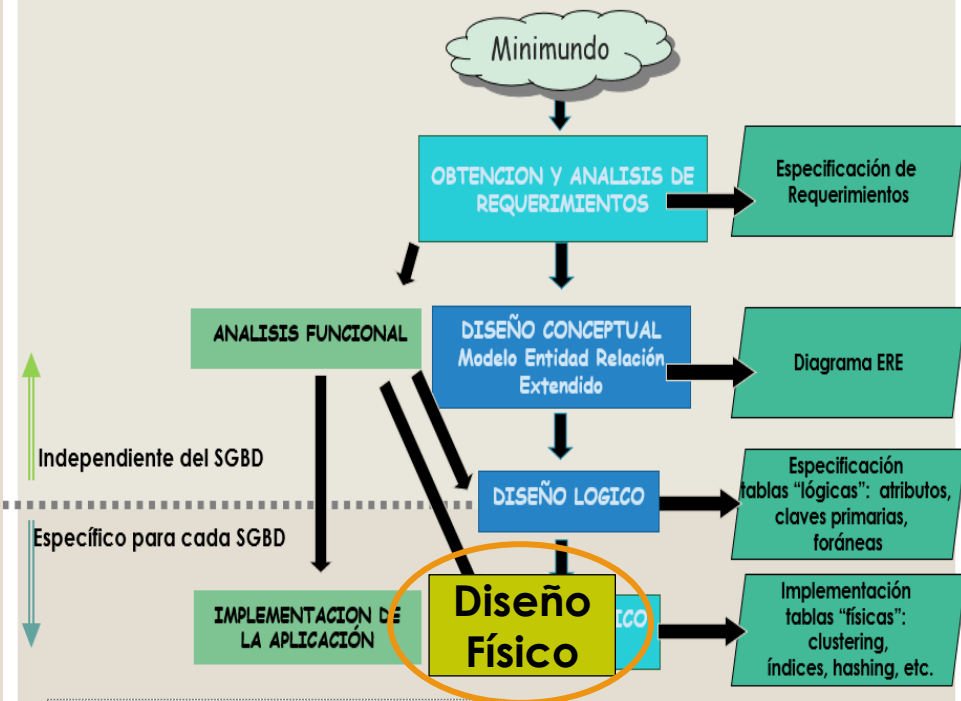 Minimundo
OBTENCION Y ANALISIS DE
REQUERIMIENTOS
Especificación de
Requerimientos
ANALISIS FUNCIONAL
DISEÑO CONCEPTUAL
Modelo Entidad Relación
Extendido
Diagrama ERE
Independiente del SGBD
Específico para cada SGBD
DISEÑO LOGICO
Especificación
tablas “lógicas”: atributos,
claves primarias,
foráneas
IMPLEMENTACION DE
LA APLICACIÓN
Diseño
Físico
Implementación
tablas “físicas”:
clustering,
índices, hashing, etc.